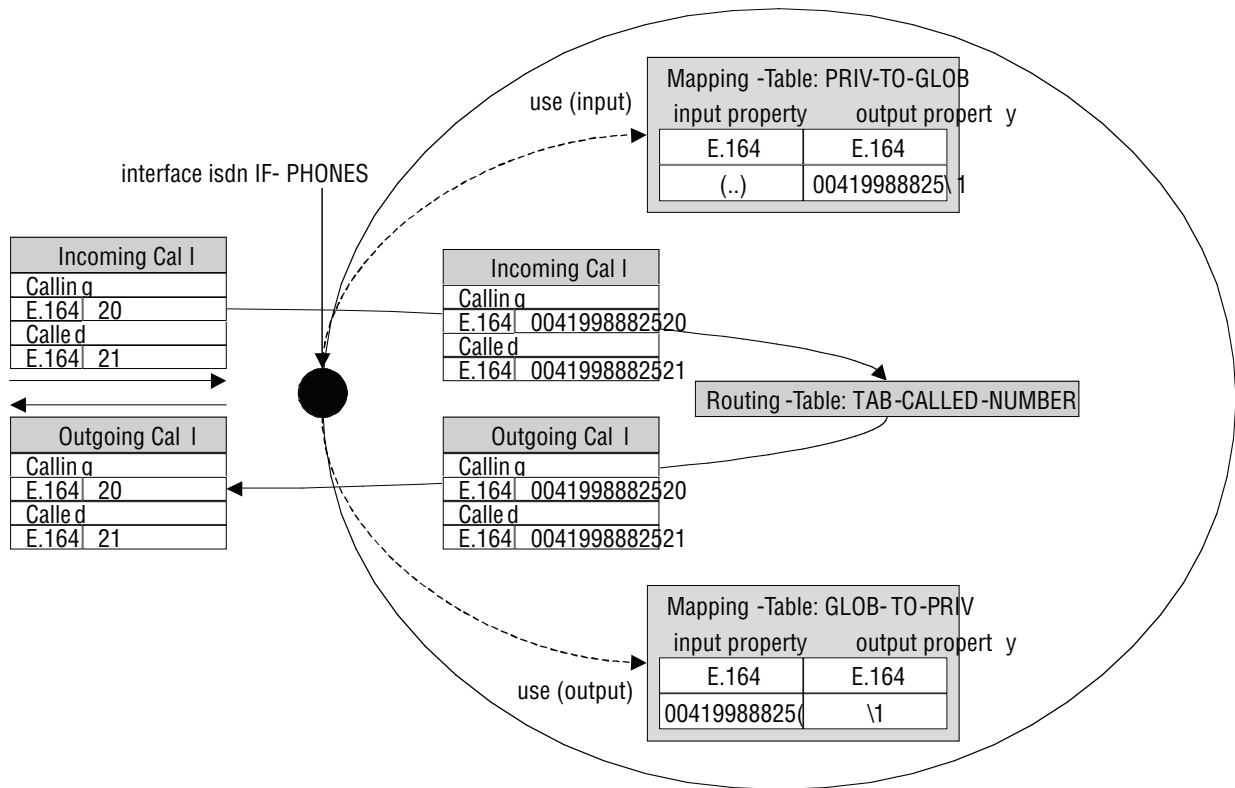 Mapping -Table: PRIV-TO-GLOB
input property output propert y
E.164 E.164
(..) 00419988825\ 1
use (input)
interface isdn IF- PHONES
Incoming Cal l
Callin g
E.164 20
Calle d
E.164 21
Incoming Cal l
Callin g
E.164 0041998882520
Calle d
E.164 0041998882521
Routing -Table: TAB-CALLED-NUMBER
Outgoing Cal l
Callin g
E.164 20
Calle d
E.164 21
Outgoing Cal l
Callin g
E.164 0041998882520
Calle d
E.164 0041998882521
Mapping -Table: GLOB- TO-PRIV
input property output propert y
E.164 E.164
00419988825( \1
use (output)